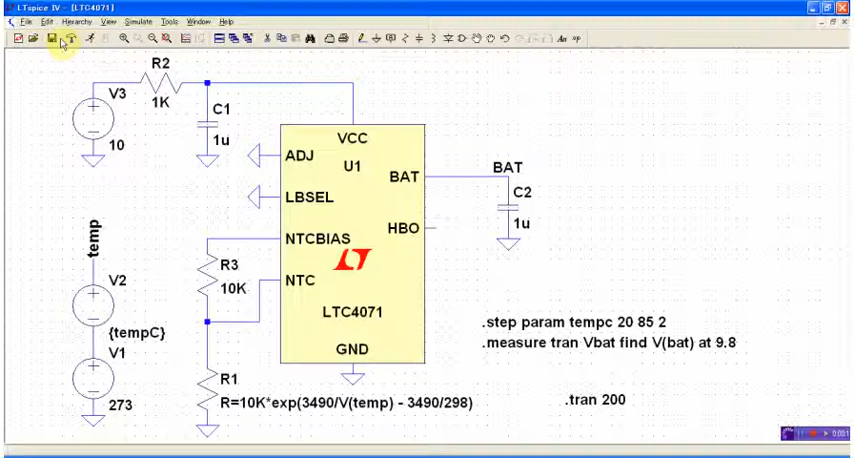 LTspice IV - [LTC4071]
File Edit Hierarchy View Simulate Tools Window Help
R2
V3
1K
C1
10
1u
VCC
ADJ
U1
BAT
BAT
LBSEL
C2
1u
temp
NTCBIAS
HBO
R3
V2
10K
NTC
LTC4071
{tempC}
V1
GND
.step param tempc 20 85 2
.measure tran Vbat find V(bat) at 9.8
R1
273
R=10K*exp(3490/V(temp) - 3490/298)
.tran 200